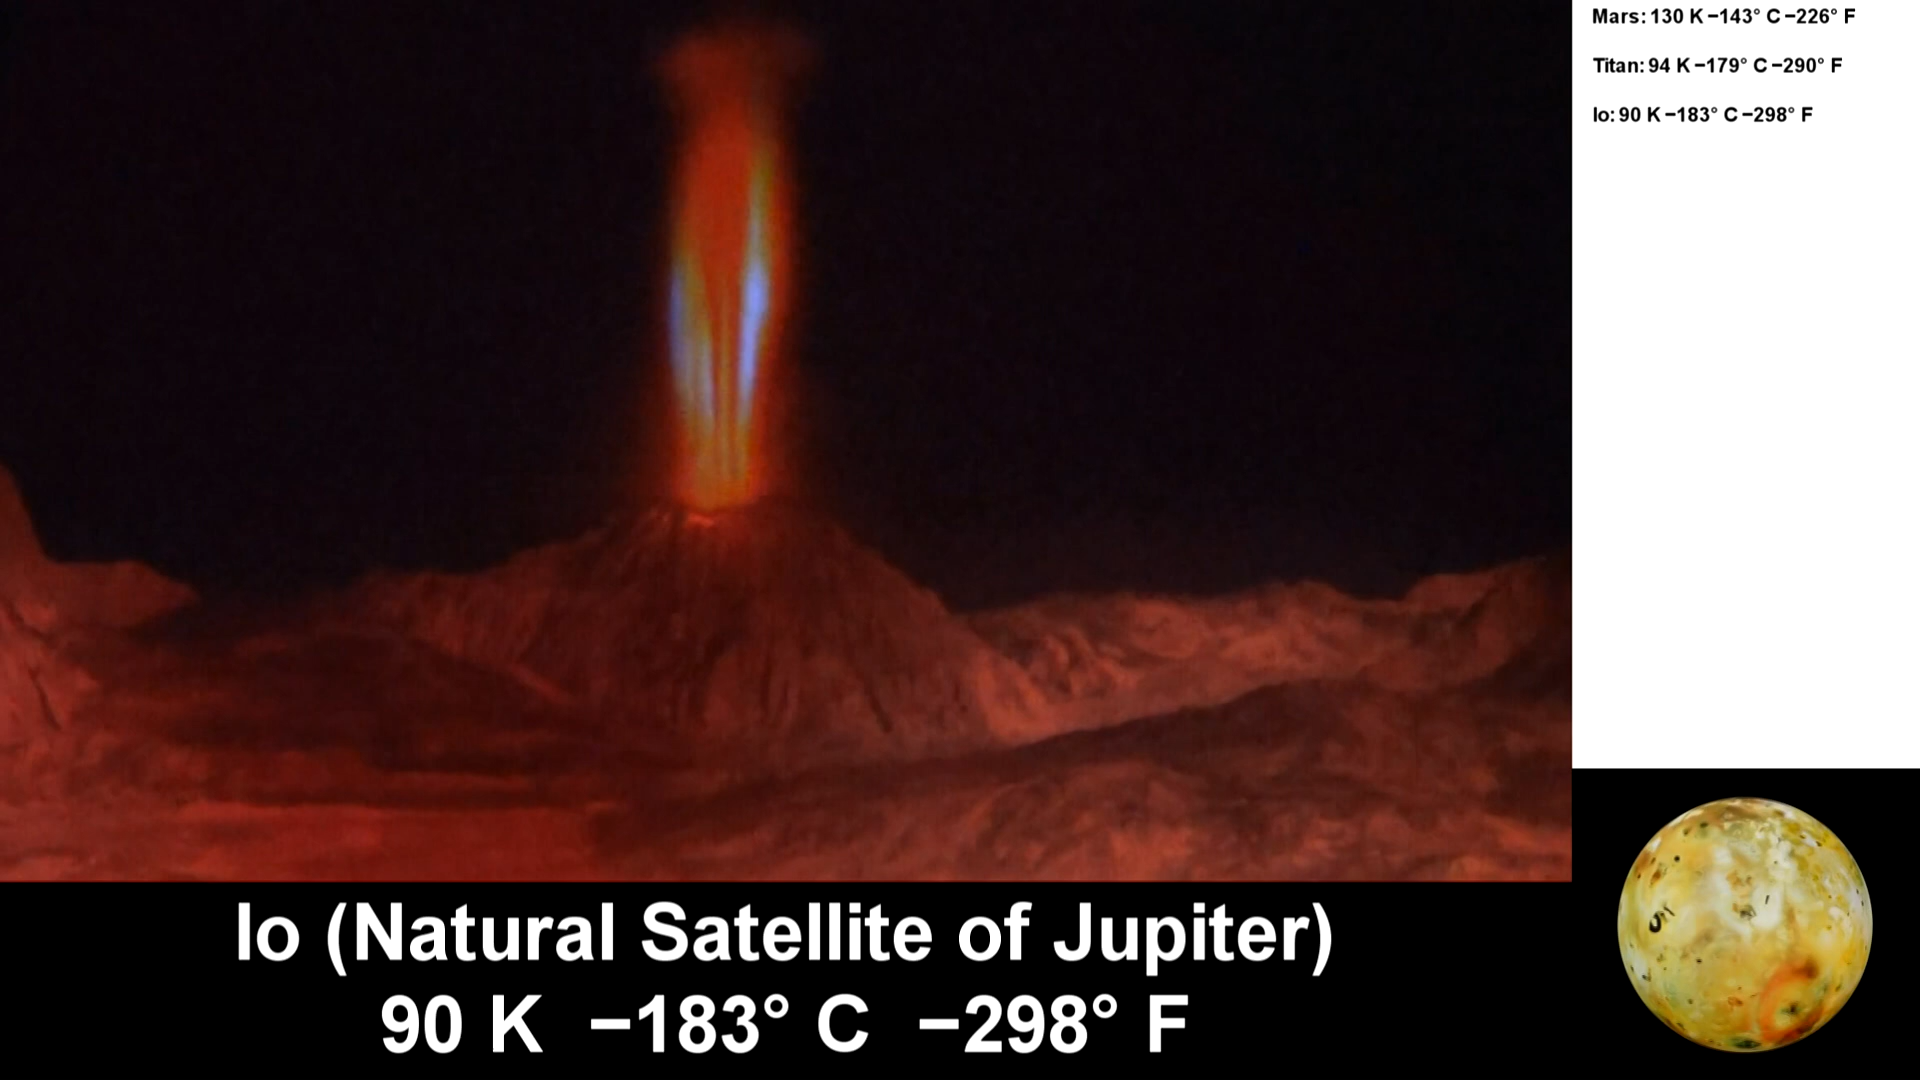 Mars: 130 K −143° C −226° F
Titan: 94 K −179° C −290° F
Io: 90 K −183° C −298° F
Io (Natural Satellite of Jupiter)
90 K −183° C −298° F